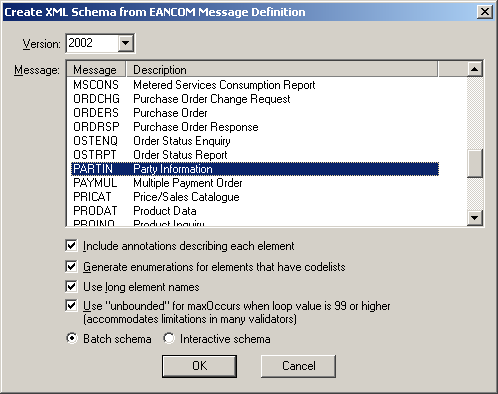 Create XML Schema from EANCOM Message Definition
Version: 2002
Message: Message Description
MSCONS Metered Services Consumption Report
ORDCHG Purchase Order Change Request
ORDERS Purchase Order
ORDRSP Purchase Order Response
OSTENQ Order Status Enquiry
OSTRPT Order Status Report
PARTIN Party Information
PAYMUL Multiple Payment Order
PRICAT Price/Sales Catalogue
PRODAT Product Data
PROINQ Product Inquiry
Include annotations describing each element
Generate enumerations for elements that have codelists
Use long element names
Use "unbounded" for maxOccurs when loop value is 99 or higher
(accommodates limitations in many validators)
Batch schema Interactive schema
OK Cancel